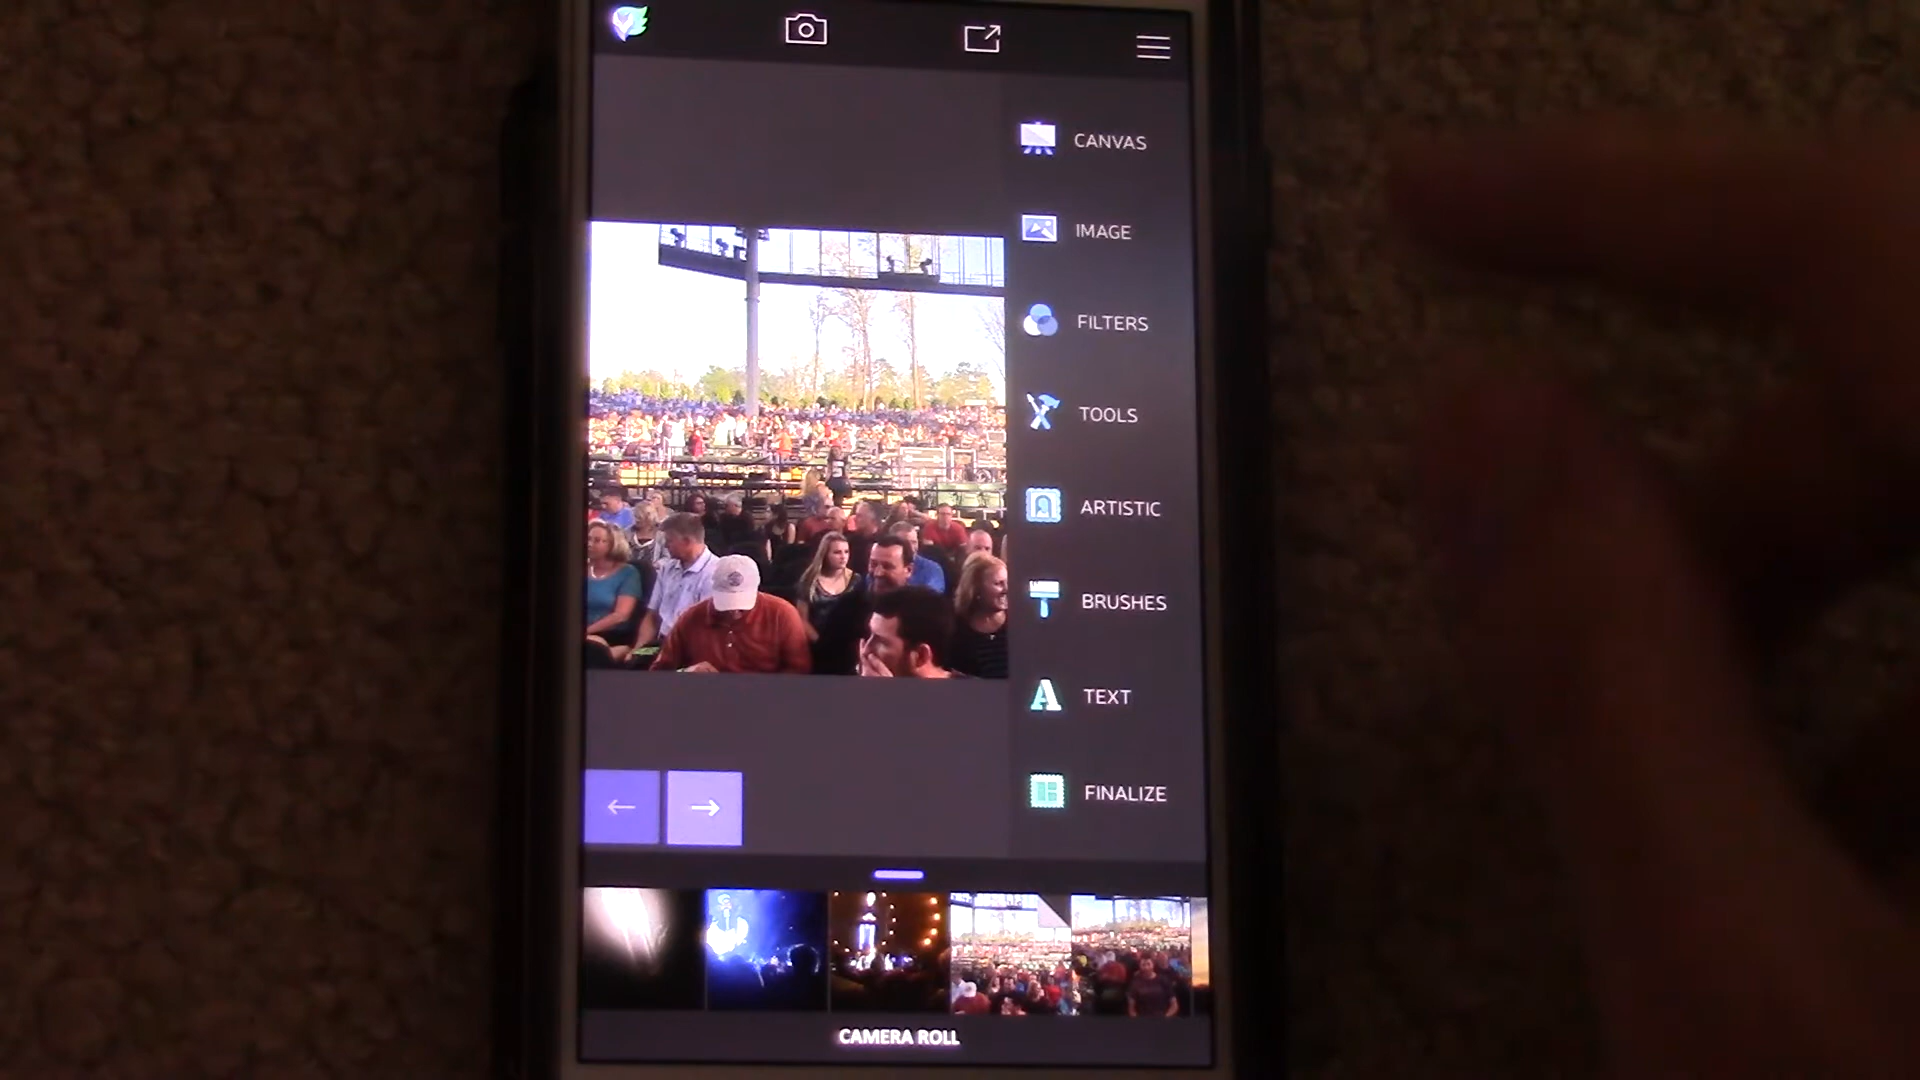 CANVAS
IMAGE
FILTERS
TOOLS
ARTISTIC
BRUSHES
TEXT
FINALIZE
CAMERA ROLL